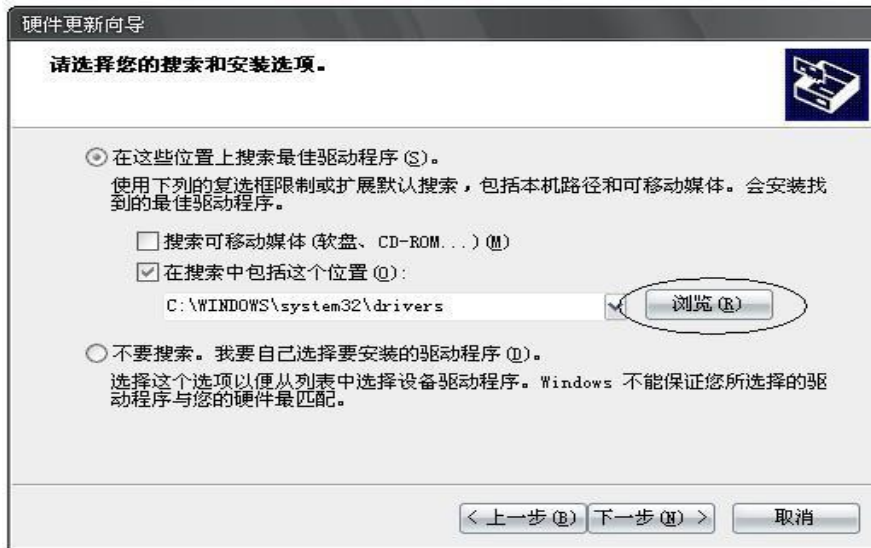 硬件更新向导
请选择您的搜索和安装选项。
在这些位置上搜索最佳驱动程序(S)。
使用下列的复选框限制或扩展默认搜索,包括本机路径和可移动媒体。会安装找
到的最佳驱动程序。
搜索可移动媒体(软盘、CD-ROM...)(M)
在搜索中包括这个位置(O):
C:\WINDOWS\system32\drivers
浏览(R)
不要搜索。我要自己选择要安装的驱动程序(D)。
选择这个选项以便从列表中选择设备驱动程序。Windows 不能保证您所选择的驱
动程序与您的硬件最匹配。
< 上一步(B) 下一步(N) > 取消